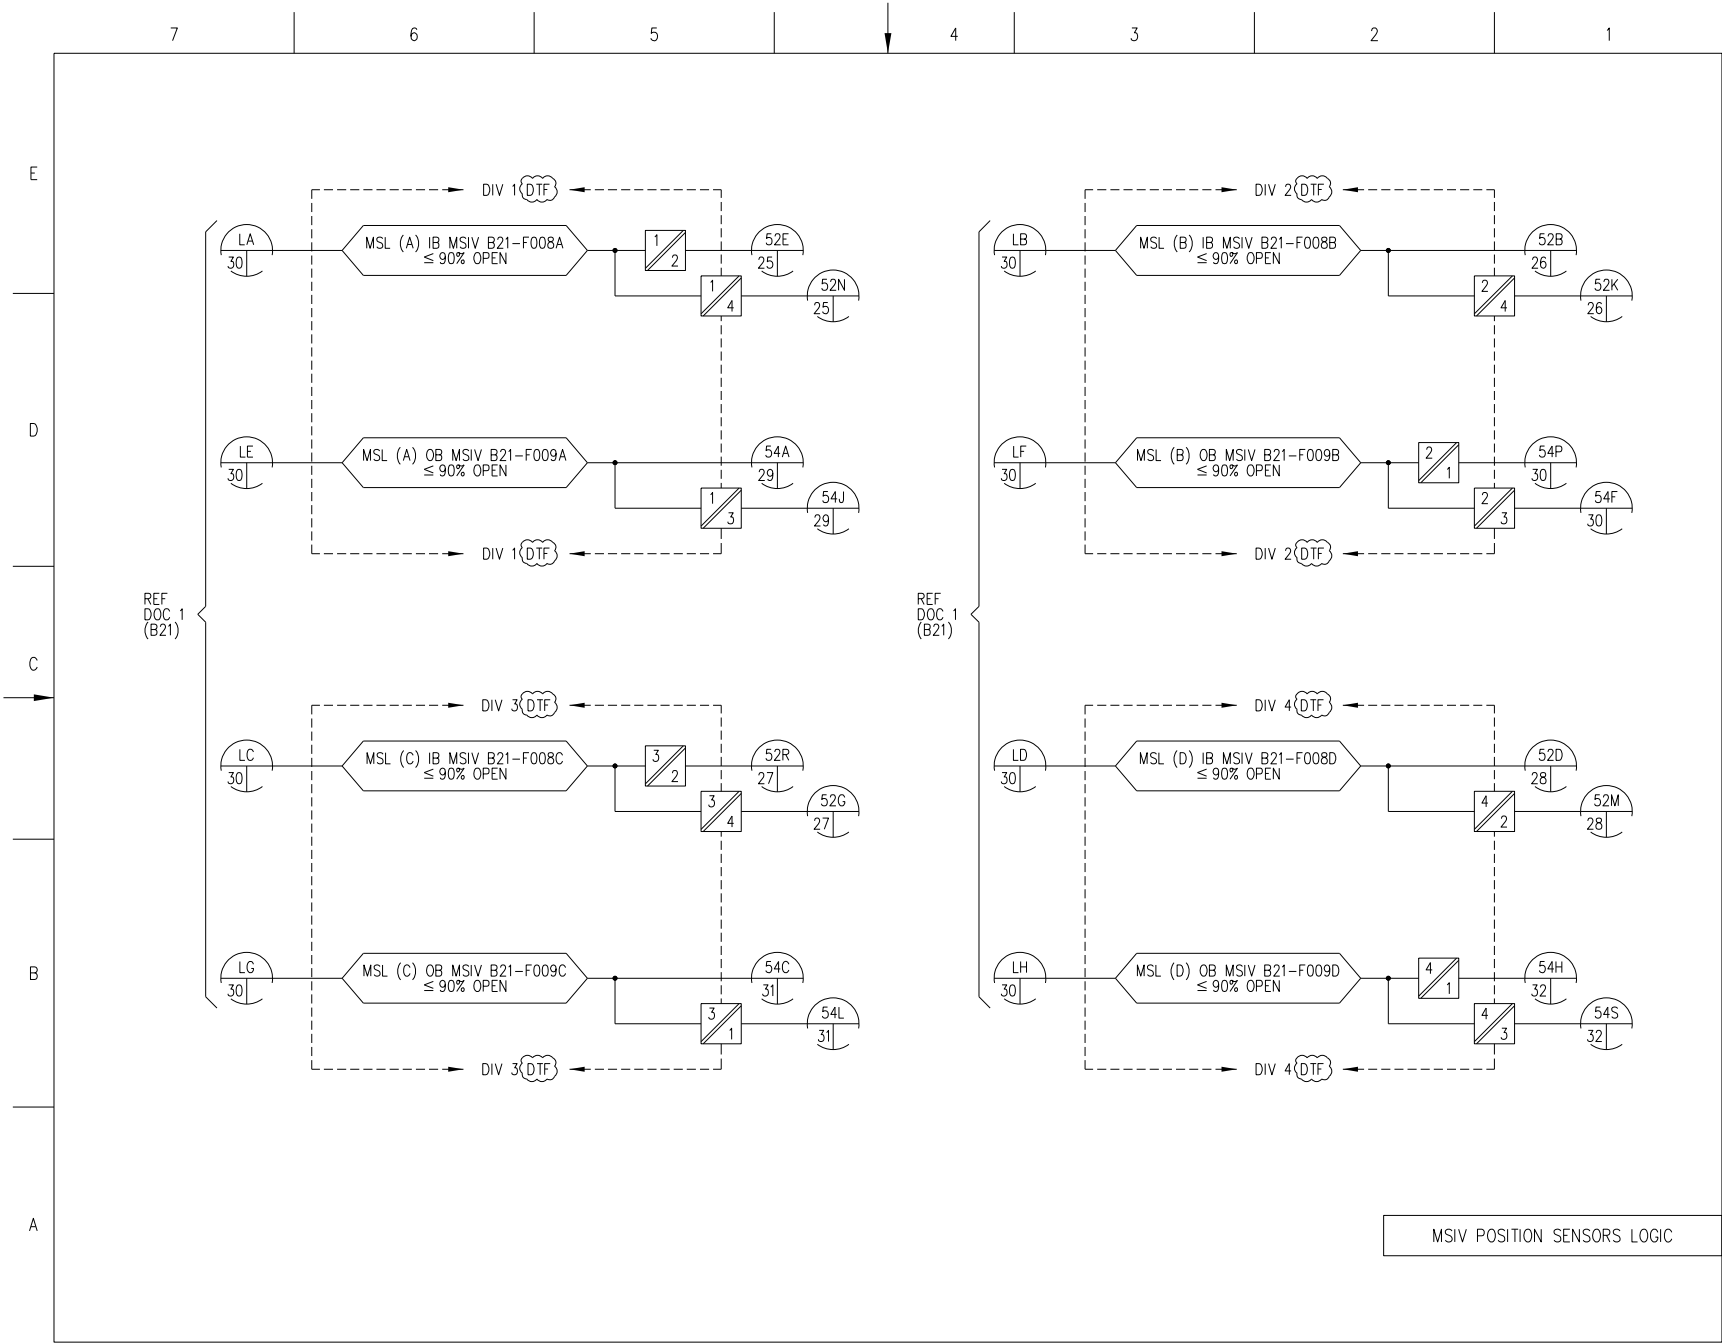 7 6 5 4 3 2 1
E
D
C
B
A
DIV 1 DTF
LA
30
MSL (A) IB MSIV B21-F008A
≤ 90% OPEN
1
2
52E
25
1
4
52N
25
LE
30
MSL (A) OB MSIV B21-F009A
≤ 90% OPEN
54A
29
1
3
54J
29
DIV 1 DTF
REF
DOC 1
(B21)
DIV 3 DTF
LC
30
MSL (C) IB MSIV B21-F008C
≤ 90% OPEN
3
2
52R
27
3
4
52G
27
LG
30
MSL (C) OB MSIV B21-F009C
≤ 90% OPEN
54C
31
3
1
54L
31
DIV 3 DTF
DIV 2 DTF
LB
30
MSL (B) IB MSIV B21-F008B
≤ 90% OPEN
52B
26
2
4
52K
26
LF
30
MSL (B) OB MSIV B21-F009B
≤ 90% OPEN
2
1
54P
30
2
3
54F
30
DIV 2 DTF
REF
DOC 1
(B21)
DIV 4 DTF
LD
30
MSL (D) IB MSIV B21-F008D
≤ 90% OPEN
52D
28
4
2
52M
28
LH
30
MSL (D) OB MSIV B21-F009D
≤ 90% OPEN
4
1
54H
32
4
3
54S
32
DIV 4 DTF
MSIV POSITION SENSORS LOGIC